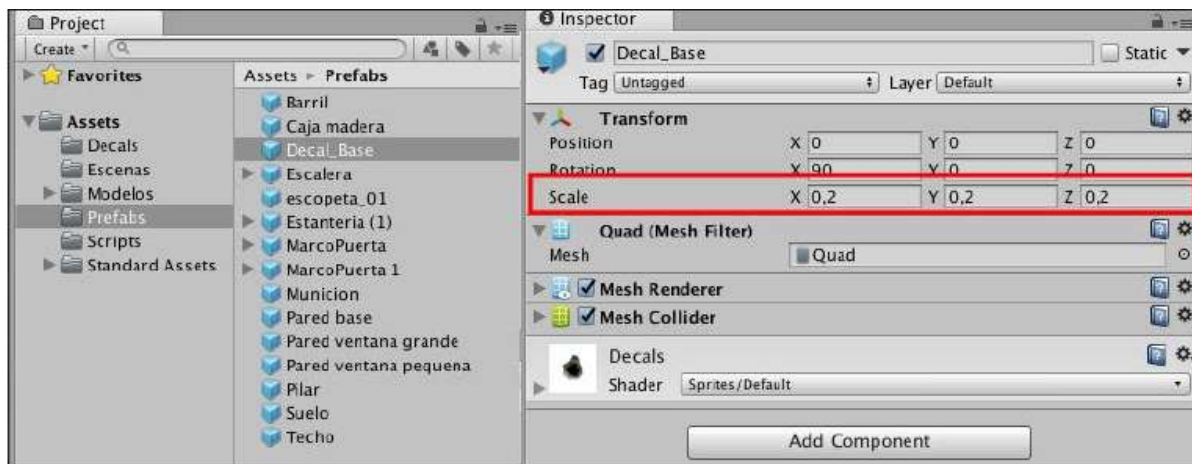 Project
Create
Favorites
Assets
Decals
Escenas
Modelos
Prefabs
Scripts
Standard Assets
Assets ▸ Prefabs
Barril
Caja madera
Decal_Base
Escalera
escopeta_01
Estanteria (1)
MarcoPuerta
MarcoPuerta 1
Municion
Pared base
Pared ventana grande
Pared ventana pequena
Pilar
Suelo
Techo
Inspector
Decal_Base Static
Tag Untagged Layer Default
Transform
Position X 0 Y 0 Z 0
Rotation X 90 Y 0 Z 0
Scale X 0,2 Y 0,2 Z 0,2
Quad (Mesh Filter)
Mesh Quad
Mesh Renderer
Mesh Collider
Decals
Shader Sprites/Default
Add Component